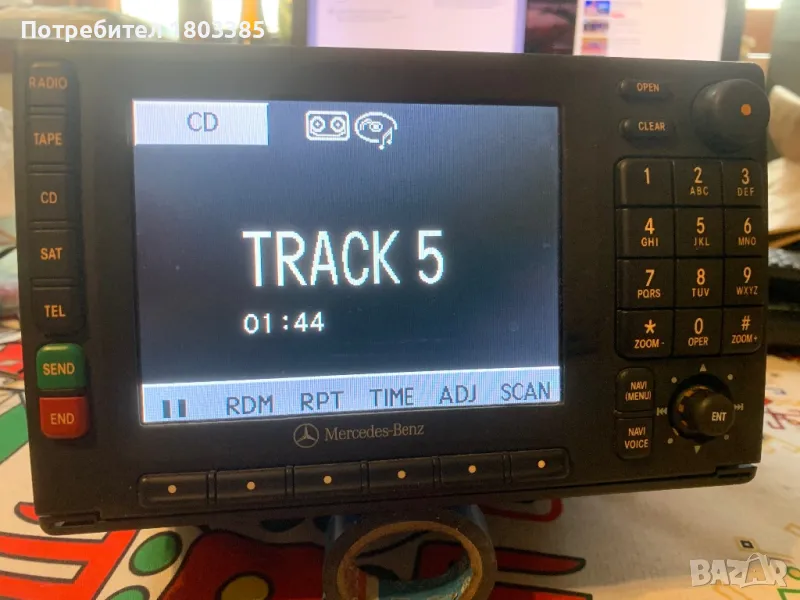 Потребител 1803385
RADIO
TAPE
CD
SAT
TEL
SEND
END
CD
TRACK 5
01:44
RDM RPT TIME ADJ SCAN
Mercedes-Benz
OPEN
CLEAR
1 2 ABC 3 DEF
4 GHI 5 JKL 6 MNO
7 PQRS 8 TUV 9 WXYZ
* ZOOM- 0 OPER # ZOOM+
NAVI (MENU)
NAVI VOICE
ENT
BAZAR